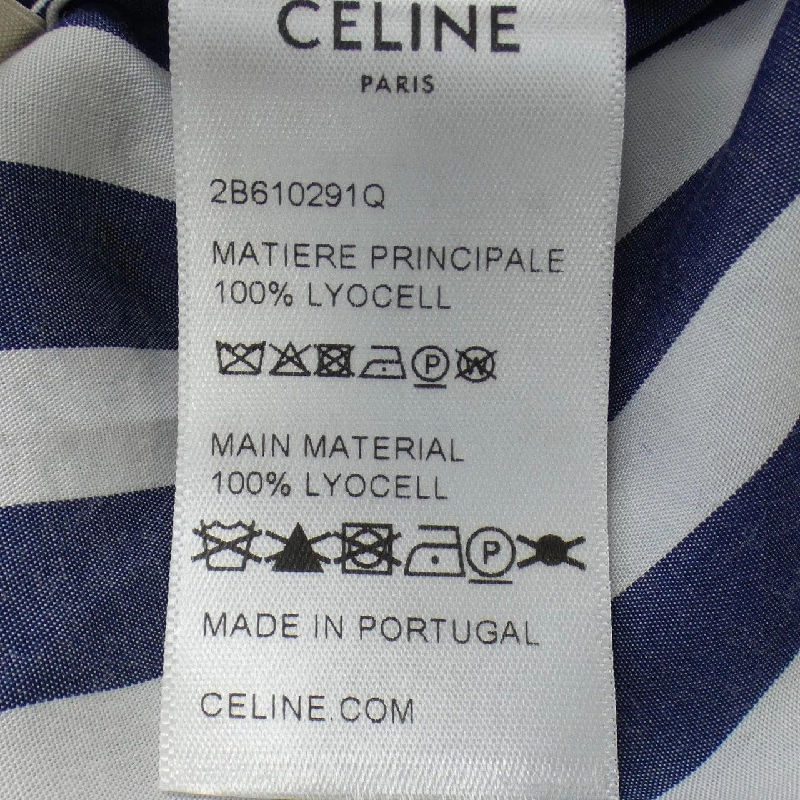 CELINE
PARIS
2B610291Q
MATIERE PRINCIPALE
100% LYOCELL
P W
MAIN MATERIAL
100% LYOCELL
P
MADE IN PORTUGAL
CELINE.COM